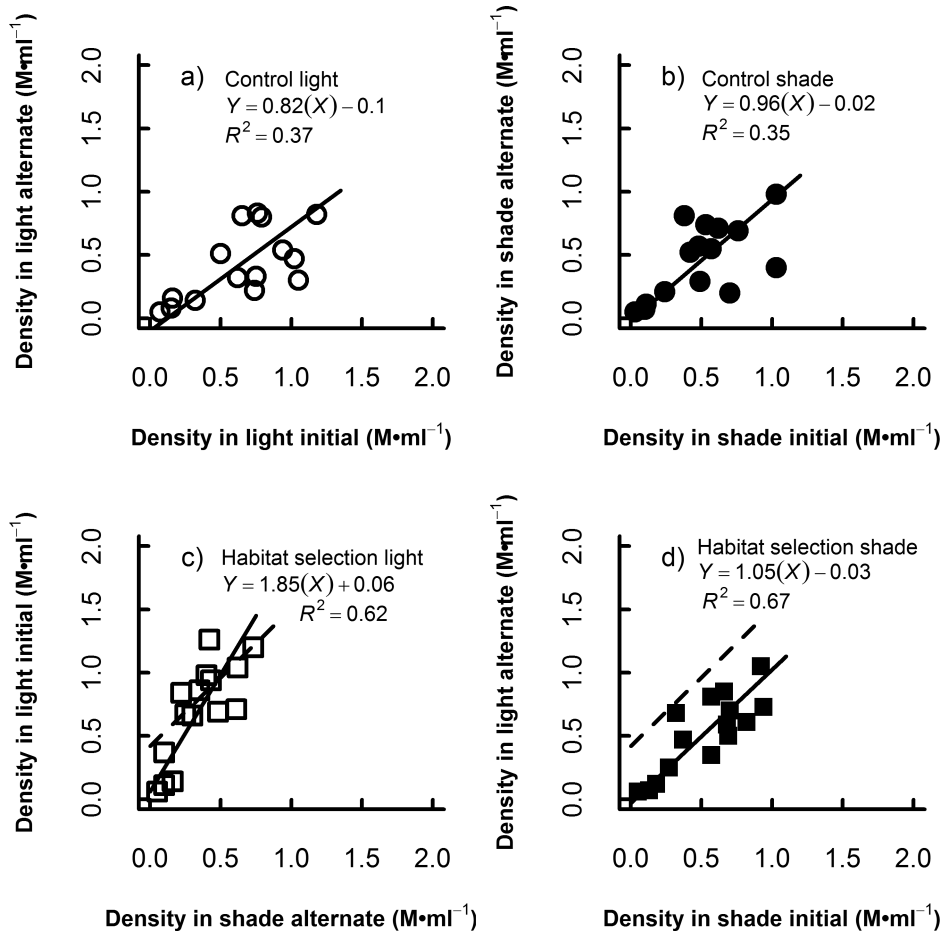 a) Control light
Y = 0.82(X) − 0.1
R² = 0.37
Density in light alternate (M•ml⁻¹)
2.0
1.5
1.0
0.5
0.0
0.0 0.5 1.0 1.5 2.0
Density in light initial (M•ml⁻¹)
b) Control shade
Y = 0.96(X) − 0.02
R² = 0.35
Density in shade alternate (M•ml⁻¹)
2.0
1.5
1.0
0.5
0.0
0.0 0.5 1.0 1.5 2.0
Density in shade initial (M•ml⁻¹)
c) Habitat selection light
Y = 1.85(X) + 0.06
R² = 0.62
Density in light initial (M•ml⁻¹)
2.0
1.5
1.0
0.5
0.0
0.0 0.5 1.0 1.5 2.0
Density in shade alternate (M•ml⁻¹)
d) Habitat selection shade
Y = 1.05(X) − 0.03
R² = 0.67
Density in light alternate (M•ml⁻¹)
2.0
1.5
1.0
0.5
0.0
0.0 0.5 1.0 1.5 2.0
Density in shade initial (M•ml⁻¹)